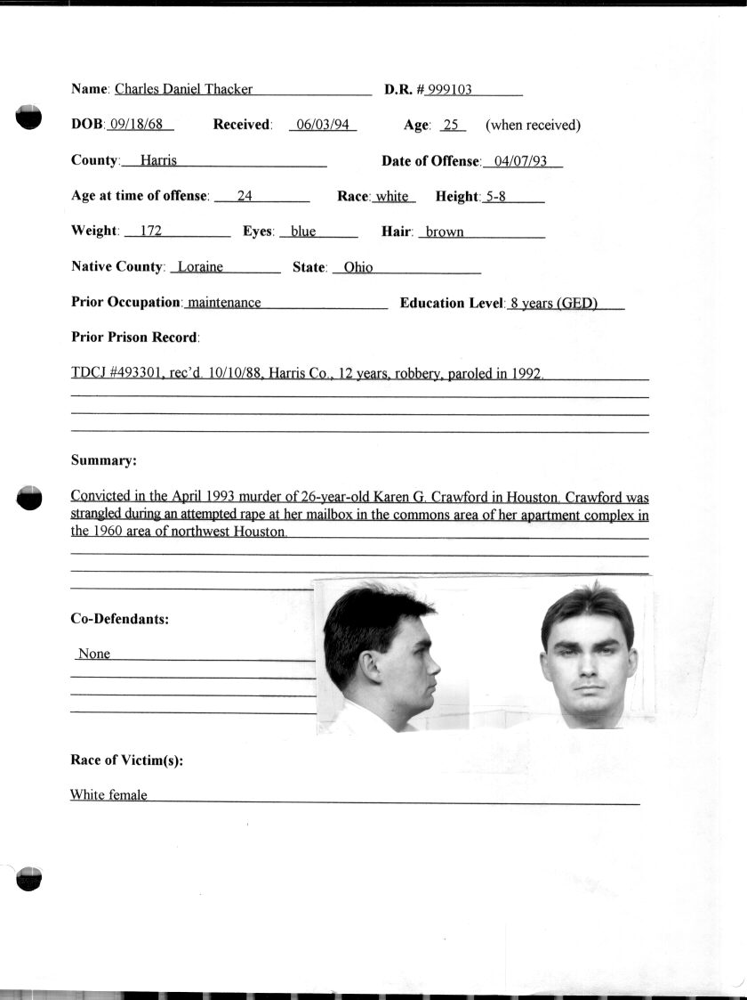 Name: Charles Daniel Thacker D.R. # 999103
DOB: 09/18/68 Received: 06/03/94 Age: 25 (when received)
County: Harris Date of Offense: 04/07/93
Age at time of offense: 24 Race: white Height: 5-8
Weight: 172 Eyes: blue Hair: brown
Native County: Loraine State: Ohio
Prior Occupation: maintenance Education Level: 8 years (GED)
Prior Prison Record:
TDCJ #493301, rec'd. 10/10/88, Harris Co., 12 years, robbery, paroled in 1992.
Summary:
Convicted in the April 1993 murder of 26-year-old Karen G. Crawford in Houston. Crawford was
strangled during an attempted rape at her mailbox in the commons area of her apartment complex in
the 1960 area of northwest Houston.
Co-Defendants:
None
Race of Victim(s):
White female